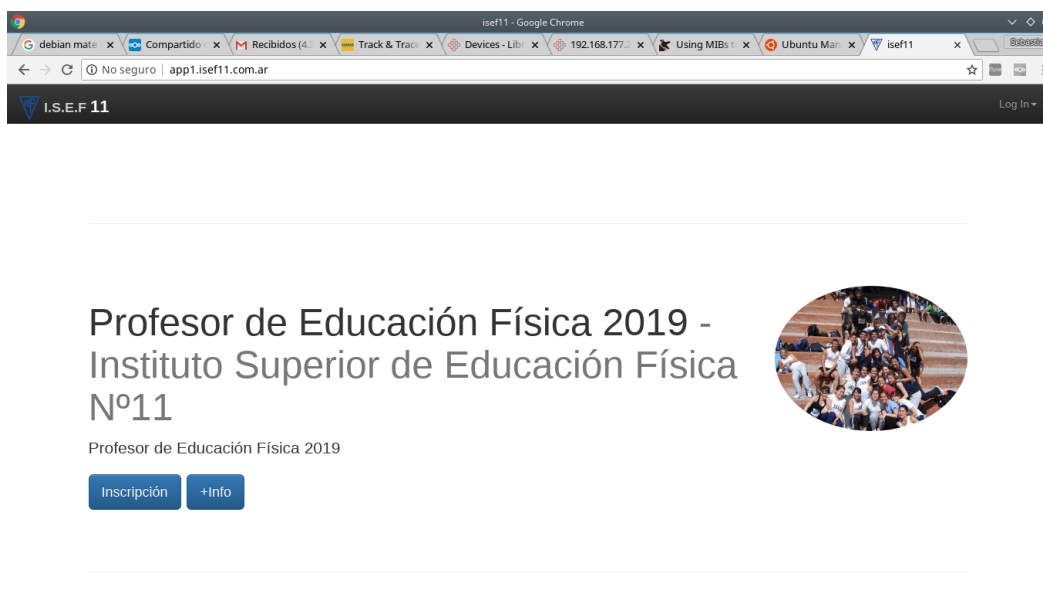 isef11 - Google Chrome
debian mate
Compartido
Recibidos (4.
Track & Trace
Devices - Libr
192.168.177.2
Using MIBs t
Ubuntu Man
isef11
No seguro
app1.isef11.com.ar
I.S.E.F 11
Log In
Profesor de Educación Física 2019 -
Instituto Superior de Educación Física
Nº11
Profesor de Educación Física 2019
Inscripción
+Info